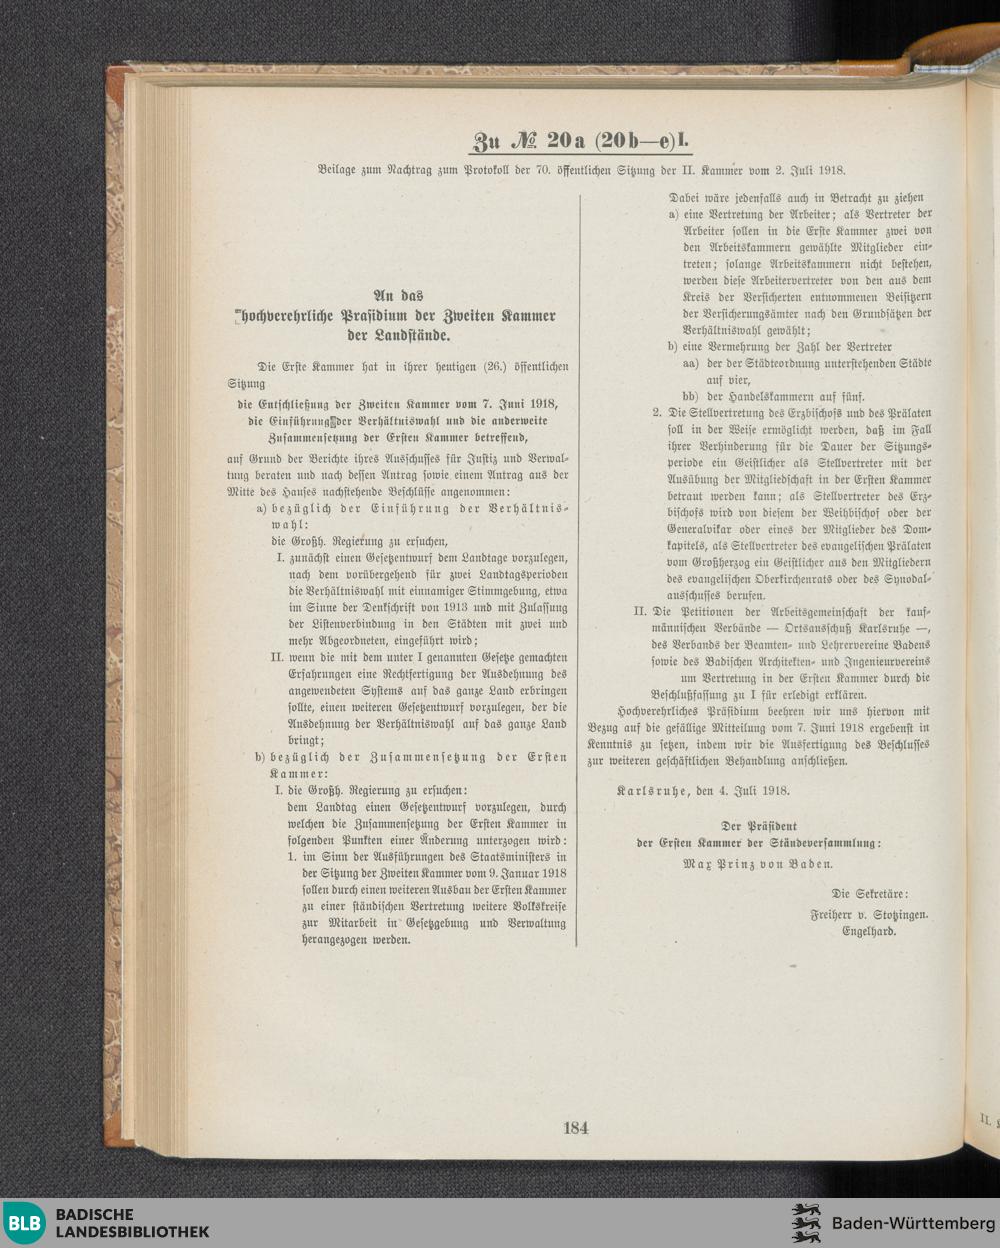 Zu № 20a (20b—e)I.
Beilage zum Nachtrag zum Protokoll der 70. öffentlichen Sitzung der II. Kammer vom 2. Juli 1918.
An das
hochverehrliche Präsidium der Zweiten Kammer
der Landstände.
Die Erste Kammer hat in ihrer heutigen (26.) öffentlichen
Sitzung
die Entschließung der Zweiten Kammer vom 7. Juni 1918,
die Einführung der Verhältniswahl und die anderweite
Zusammensetzung der Ersten Kammer betreffend,
auf Grund der Berichte ihres Ausschusses für Justiz und Verwal-
tung beraten und nach dessen Antrag sowie einem Antrag aus der
Mitte des Hauses nachstehende Beschlüsse angenommen:
a) bezüglich der Einführung der Verhältnis-
wahl:
die Großh. Regierung zu ersuchen,
I. zunächst einen Gesetzentwurf dem Landtage vorzulegen,
nach dem vorübergehend für zwei Landtagsperioden
die Verhältniswahl mit einnamiger Stimmgebung, etwa
im Sinne der Denkschrift von 1913 und mit Zulassung
der Listenverbindung in den Städten mit zwei und
mehr Abgeordneten, eingeführt wird;
II. wenn die mit dem unter I genannten Gesetze gemachten
Erfahrungen eine Rechtfertigung der Ausdehnung des
angewendeten Systems auf das ganze Land erbringen
sollte, einen weiteren Gesetzentwurf vorzulegen, der die
Ausdehnung der Verhältniswahl auf das ganze Land
bringt;
b) bezüglich der Zusammensetzung der Ersten
Kammer:
I. die Großh. Regierung zu ersuchen:
dem Landtag einen Gesetzentwurf vorzulegen, durch
welchen die Zusammensetzung der Ersten Kammer in
folgenden Punkten einer Änderung unterzogen wird:
1. im Sinn der Ausführungen des Staatsministers in
der Sitzung der Zweiten Kammer vom 9. Januar 1918
sollen durch einen weiteren Ausbau der Ersten Kammer
zu einer ständischen Vertretung weitere Volkskreise
zur Mitarbeit in Gesetzgebung und Verwaltung
herangezogen werden.
Dabei wäre jedenfalls auch in Betracht zu ziehen
a) eine Vertretung der Arbeiter; als Vertreter der
Arbeiter sollen in die Erste Kammer zwei von
den Arbeitskammern gewählte Mitglieder ein-
treten; solange Arbeitskammern nicht bestehen,
werden diese Arbeitervertreter von den aus dem
Kreis der Versicherten entnommenen Beisitzern
der Versicherungsämter nach den Grundsätzen der
Verhältniswahl gewählt;
b) eine Vermehrung der Zahl der Vertreter
aa) der der Städteordnung unterstehenden Städte
auf vier,
bb) der Handelskammern auf fünf.
2. Die Stellvertretung des Erzbischofs und des Prälaten
soll in der Weise ermöglicht werden, daß im Fall
ihrer Verhinderung für die Dauer der Sitzungs-
periode ein Geistlicher als Stellvertreter mit der
Ausübung der Mitgliedschaft in der Ersten Kammer
betraut werden kann; als Stellvertreter des Erz-
bischofs wird von diesem der Weihbischof oder der
Generalvikar oder eines der Mitglieder des Dom-
kapitels, als Stellvertreter des evangelischen Prälaten
vom Großherzog ein Geistlicher aus den Mitgliedern
des evangelischen Oberkirchenrats oder des Synodal-
ausschusses berufen.
II. Die Petitionen der Arbeitsgemeinschaft der kauf-
männischen Verbände — Ortsausschuß Karlsruhe —,
des Verbands der Beamten- und Lehrervereine Badens
sowie des Badischen Architekten- und Ingenieurvereins
um Vertretung in der Ersten Kammer durch die
Beschlußfassung zu I für erledigt erklären.
Hochverehrliches Präsidium beehren wir uns hiervon mit
Bezug auf die gefällige Mitteilung vom 7. Juni 1918 ergebenst in
Kenntnis zu setzen, indem wir die Ausfertigung des Beschlusses
zur weiteren geschäftlichen Behandlung anschließen.
Karlsruhe, den 4. Juli 1918.
Der Präsident
der Ersten Kammer der Ständeversammlung:
Max Prinz von Baden.
Die Sekretäre:
Freiherr v. Stotzingen.
Engelhard.
184
II.
BLB BADISCHE
LANDESBIBLIOTHEK
Baden-Württemberg